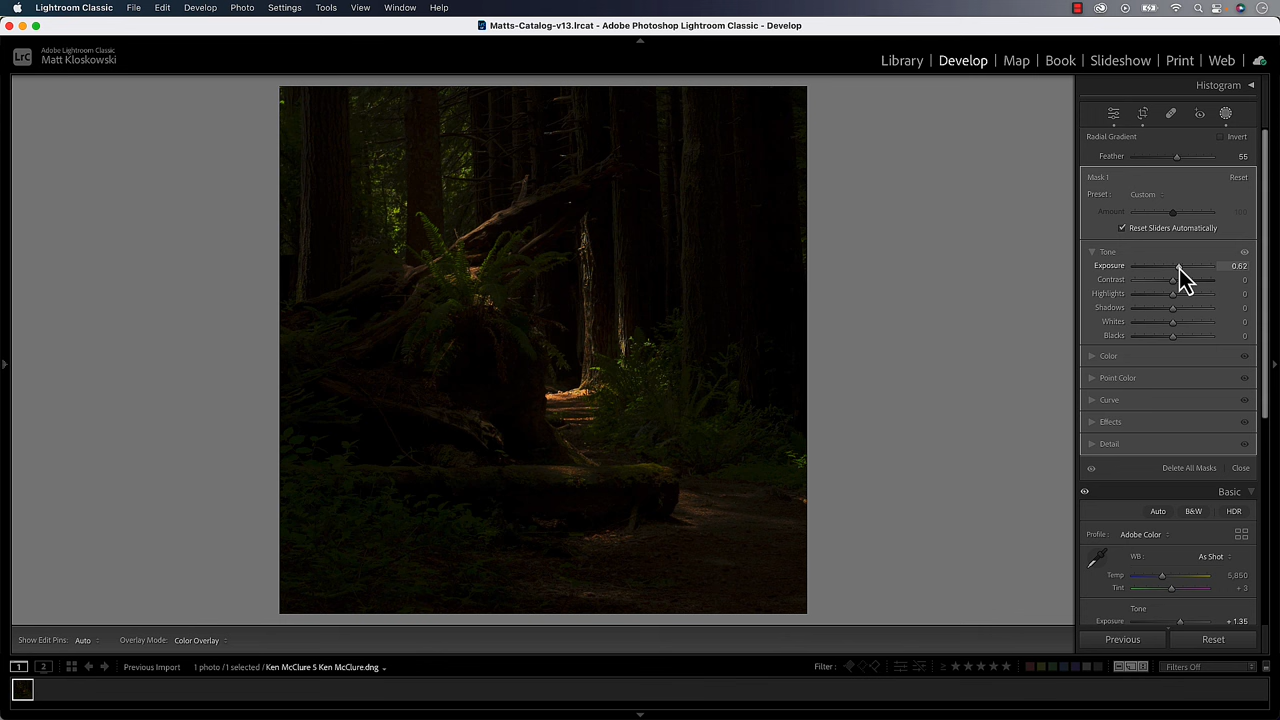 Lightroom Classic File Edit Develop Photo Settings Tools View Window Help
Matts-Catalog-v13.lrcat - Adobe Photoshop Lightroom Classic - Develop
LrC Adobe Lightroom Classic
Matt Kloskowski
Library | Develop | Map | Book | Slideshow | Print | Web
Histogram
Radial Gradient Invert
Feather 55
Mask 1 Reset
Preset : Custom
Amount 100
Reset Sliders Automatically
Tone
Exposure 0.62
Contrast 0
Highlights 0
Shadows 0
Whites 0
Blacks 0
Color
Point Color
Curve
Effects
Detail
Delete All Masks Close
Basic
Auto B&W HDR
Profile : Adobe Color
WB : As Shot
Temp 5,850
Tint + 3
Tone
Exposure + 1.35
Show Edit Pins: Auto Overlay Mode: Color Overlay
Previous Reset
1 2 Previous Import 1 photo / 1 selected / Ken McClure 5 Ken McClure.dng Filter : Filters Off